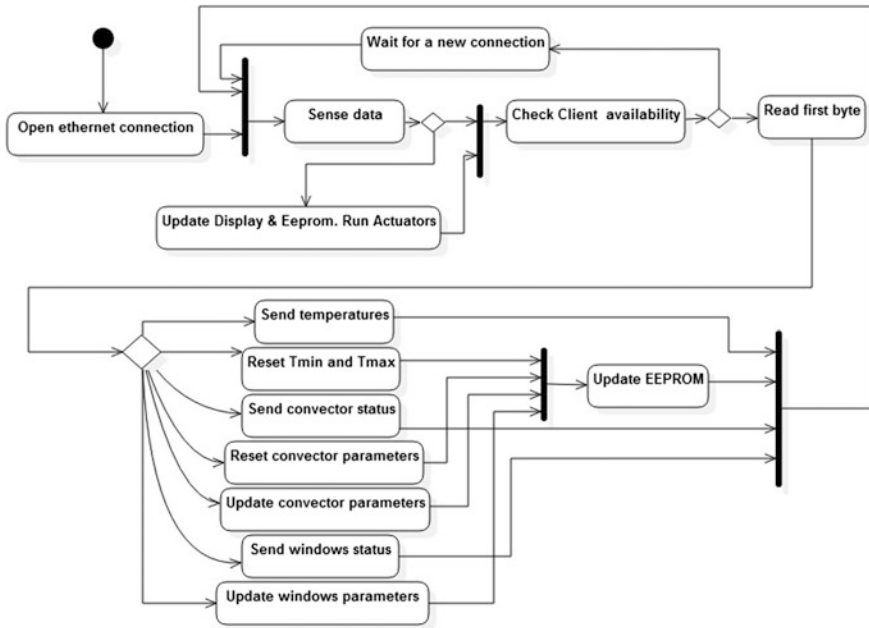 Wait for a new connection
Open ethernet connection
Sense data
Check Client availability
Read first byte
Update Display & Eeprom. Run Actuators
Send temperatures
Reset Tmin and Tmax
Update EEPROM
Send convector status
Reset convector parameters
Update convector parameters
Send windows status
Update windows parameters